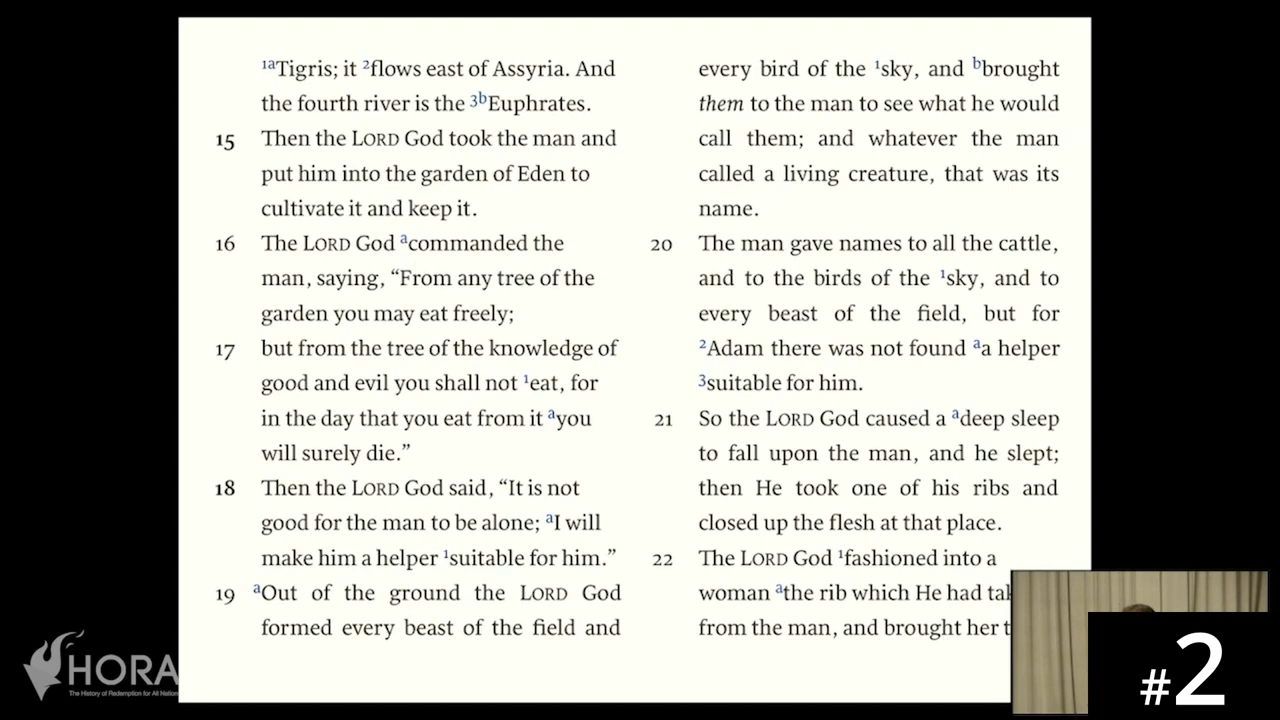 1aTigris; it 2flows east of Assyria. And
the fourth river is the 3bEuphrates.
15 Then the LORD God took the man and
put him into the garden of Eden to
cultivate it and keep it.
16 The LORD God acommanded the
man, saying, “From any tree of the
garden you may eat freely;
17 but from the tree of the knowledge of
good and evil you shall not 1eat, for
in the day that you eat from it ayou
will surely die.”
18 Then the LORD God said, “It is not
good for the man to be alone; aI will
make him a helper 1suitable for him.”
19 aOut of the ground the LORD God
formed every beast of the field and
every bird of the 1sky, and bbrought
them to the man to see what he would
call them; and whatever the man
called a living creature, that was its
name.
20 The man gave names to all the cattle,
and to the birds of the 1sky, and to
every beast of the field, but for
2Adam there was not found aa helper
3suitable for him.
21 So the LORD God caused a adeep sleep
to fall upon the man, and he slept;
then He took one of his ribs and
closed up the flesh at that place.
22 The LORD God 1fashioned into a
woman athe rib which He had
from the man, and brought her
HORA
The History of Redemption for All
#2